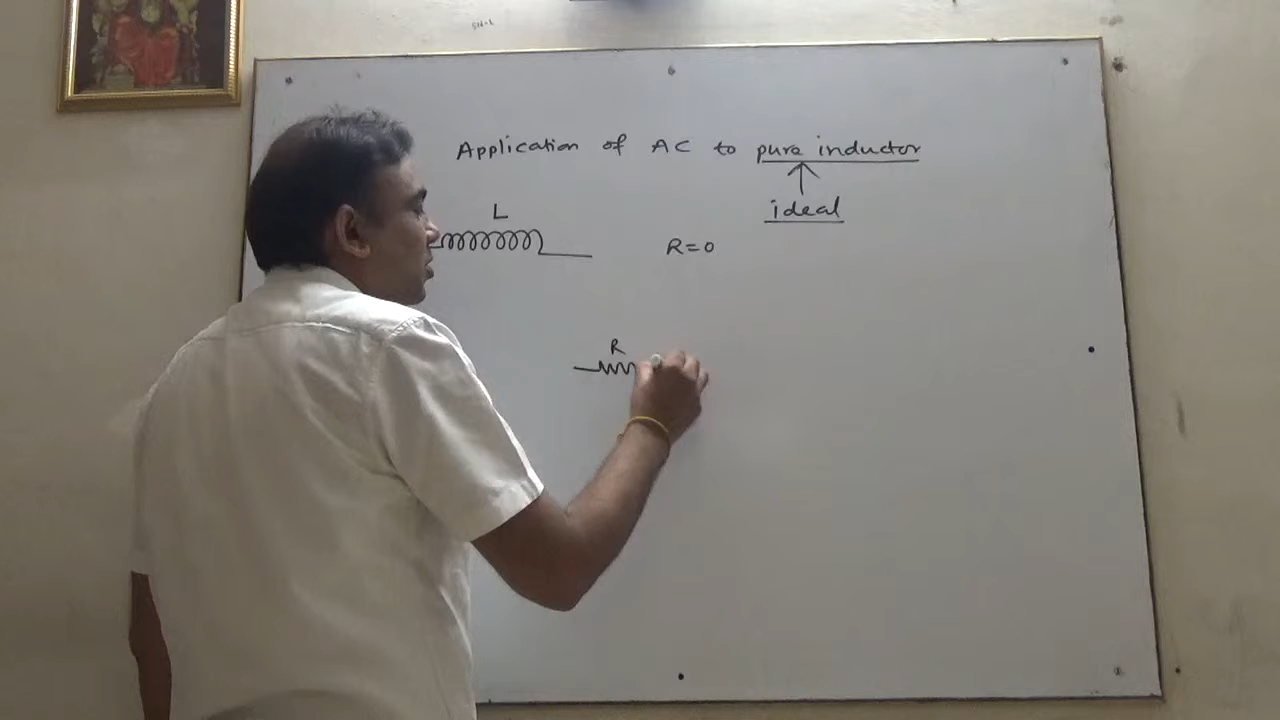 Application of AC to pure inductor
ideal
L
R=0
R